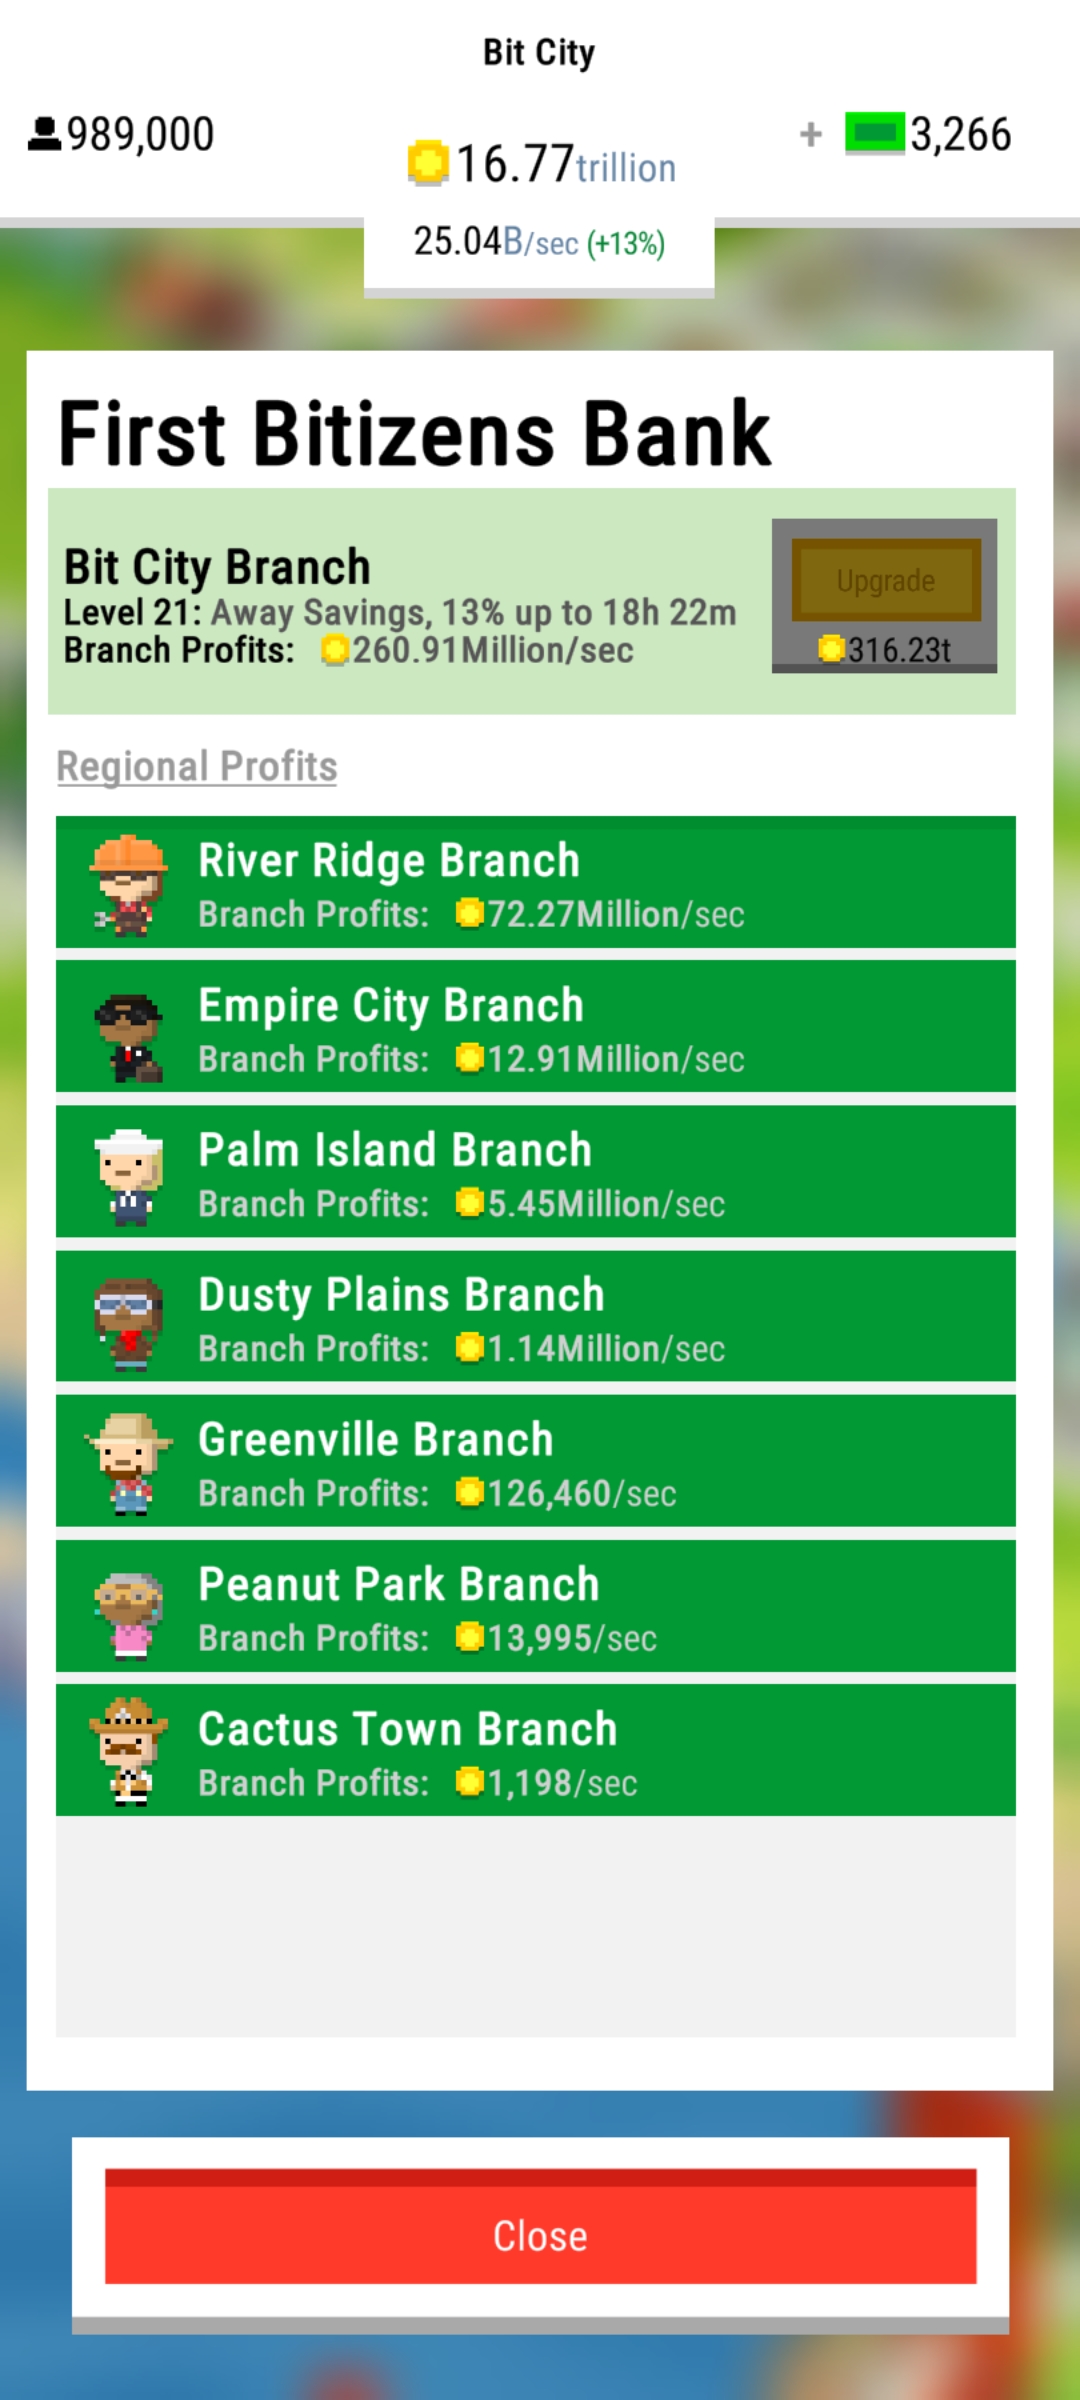 Bit City
989,000
16.77trillion
+ 3,266
25.04B/sec (+13%)
First Bitizens Bank
Bit City Branch
Level 21: Away Savings, 13% up to 18h 22m
Branch Profits: 260.91Million/sec
Upgrade
316.23t
Regional Profits
River Ridge Branch
Branch Profits: 72.27Million/sec
Empire City Branch
Branch Profits: 12.91Million/sec
Palm Island Branch
Branch Profits: 5.45Million/sec
Dusty Plains Branch
Branch Profits: 1.14Million/sec
Greenville Branch
Branch Profits: 126,460/sec
Peanut Park Branch
Branch Profits: 13,995/sec
Cactus Town Branch
Branch Profits: 1,198/sec
Close